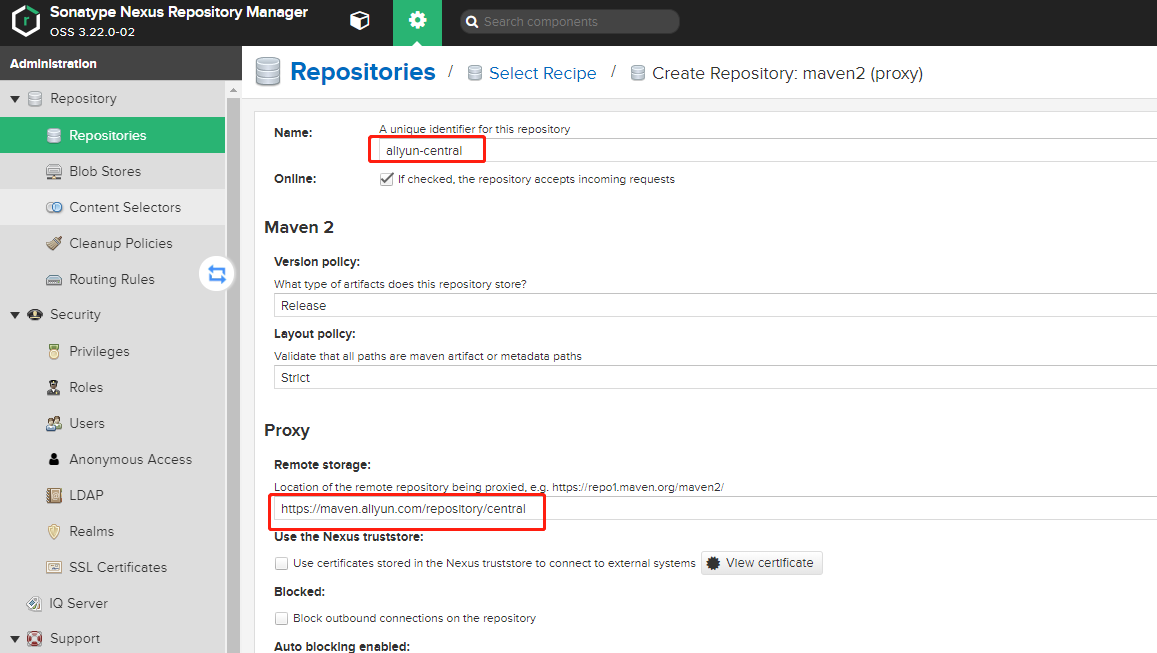 Sonatype Nexus Repository Manager
OSS 3.22.0-02
Search components
Administration
Repository
Repositories
Blob Stores
Content Selectors
Cleanup Policies
Routing Rules
Security
Privileges
Roles
Users
Anonymous Access
LDAP
Realms
SSL Certificates
IQ Server
Support
Repositories / Select Recipe / Create Repository: maven2 (proxy)
Name:
A unique identifier for this repository
aliyun-central
Online:
If checked, the repository accepts incoming requests
Maven 2
Version policy:
What type of artifacts does this repository store?
Release
Layout policy:
Validate that all paths are maven artifact or metadata paths
Strict
Proxy
Remote storage:
Location of the remote repository being proxied, e.g. https://repo1.maven.org/maven2/
https://maven.aliyun.com/repository/central
Use the Nexus truststore:
Use certificates stored in the Nexus truststore to connect to external systems
View certificate
Blocked:
Block outbound connections on the repository
Auto blocking enabled: